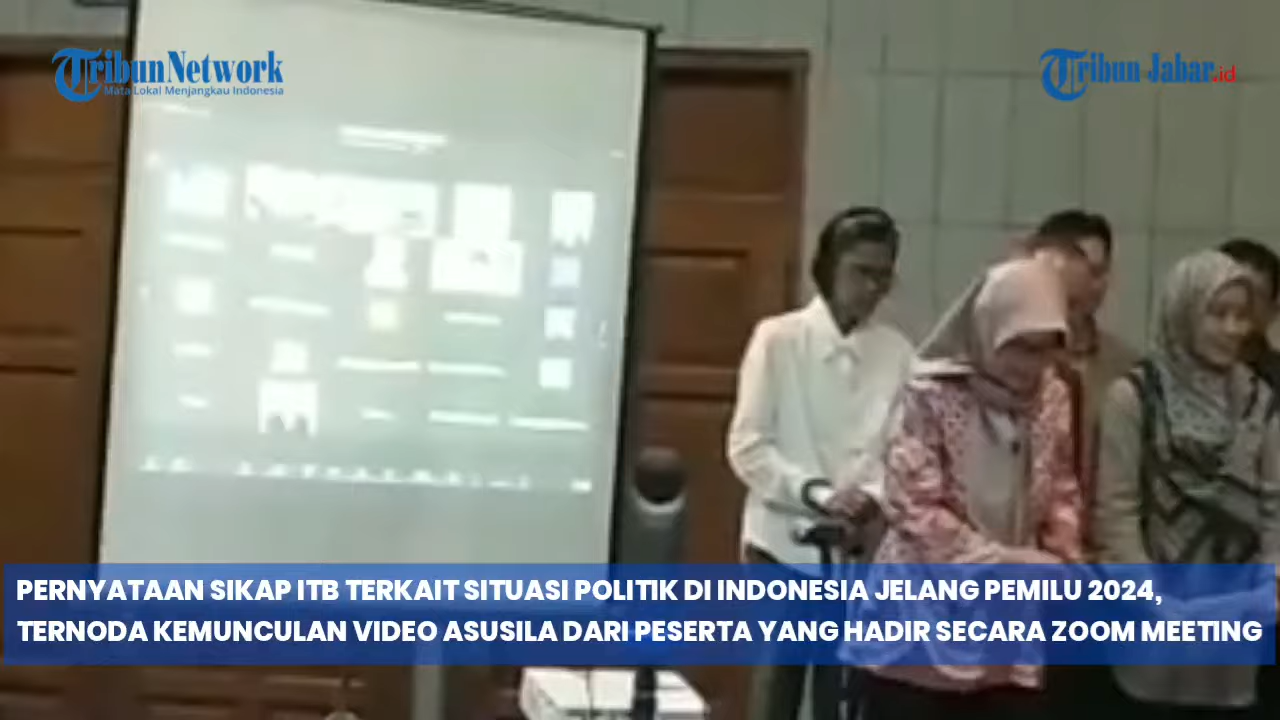 TribunNetwork
Mata Lokal Menjangkau Indonesia
Tribun Jabar.id
PERNYATAAN SIKAP ITB TERKAIT SITUASI POLITIK DI INDONESIA JELANG PEMILU 2024,
TERNODA KEMUNCULAN VIDEO ASUSILA DARI PESERTA YANG HADIR SECARA ZOOM MEETING